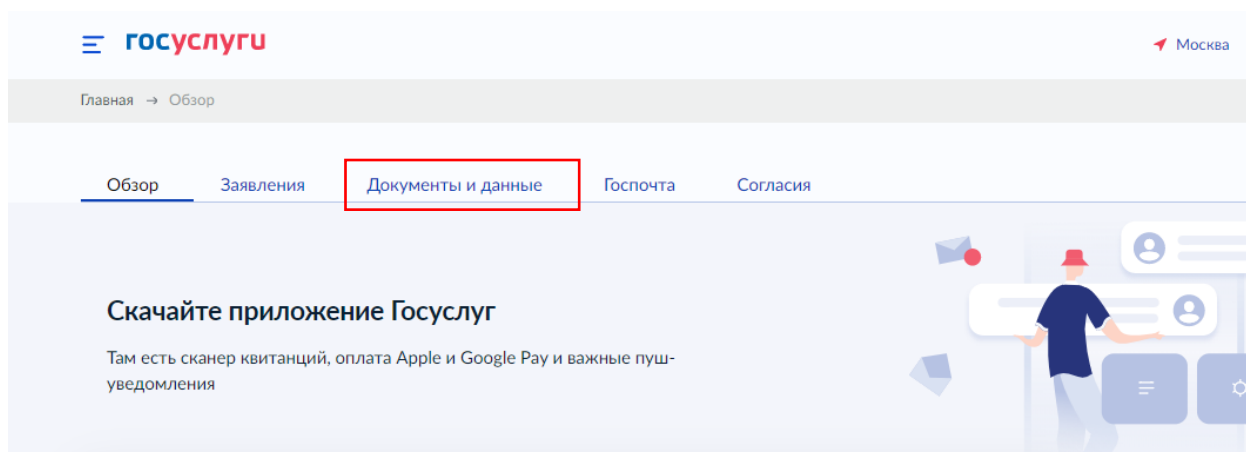 госуслуги
Москва
Главная → Обзор
Обзор Заявления Документы и данные Госпочта Согласия
Скачайте приложение Госуслуг
Там есть сканер квитанций, оплата Apple и Google Pay и важные пуш-
уведомления